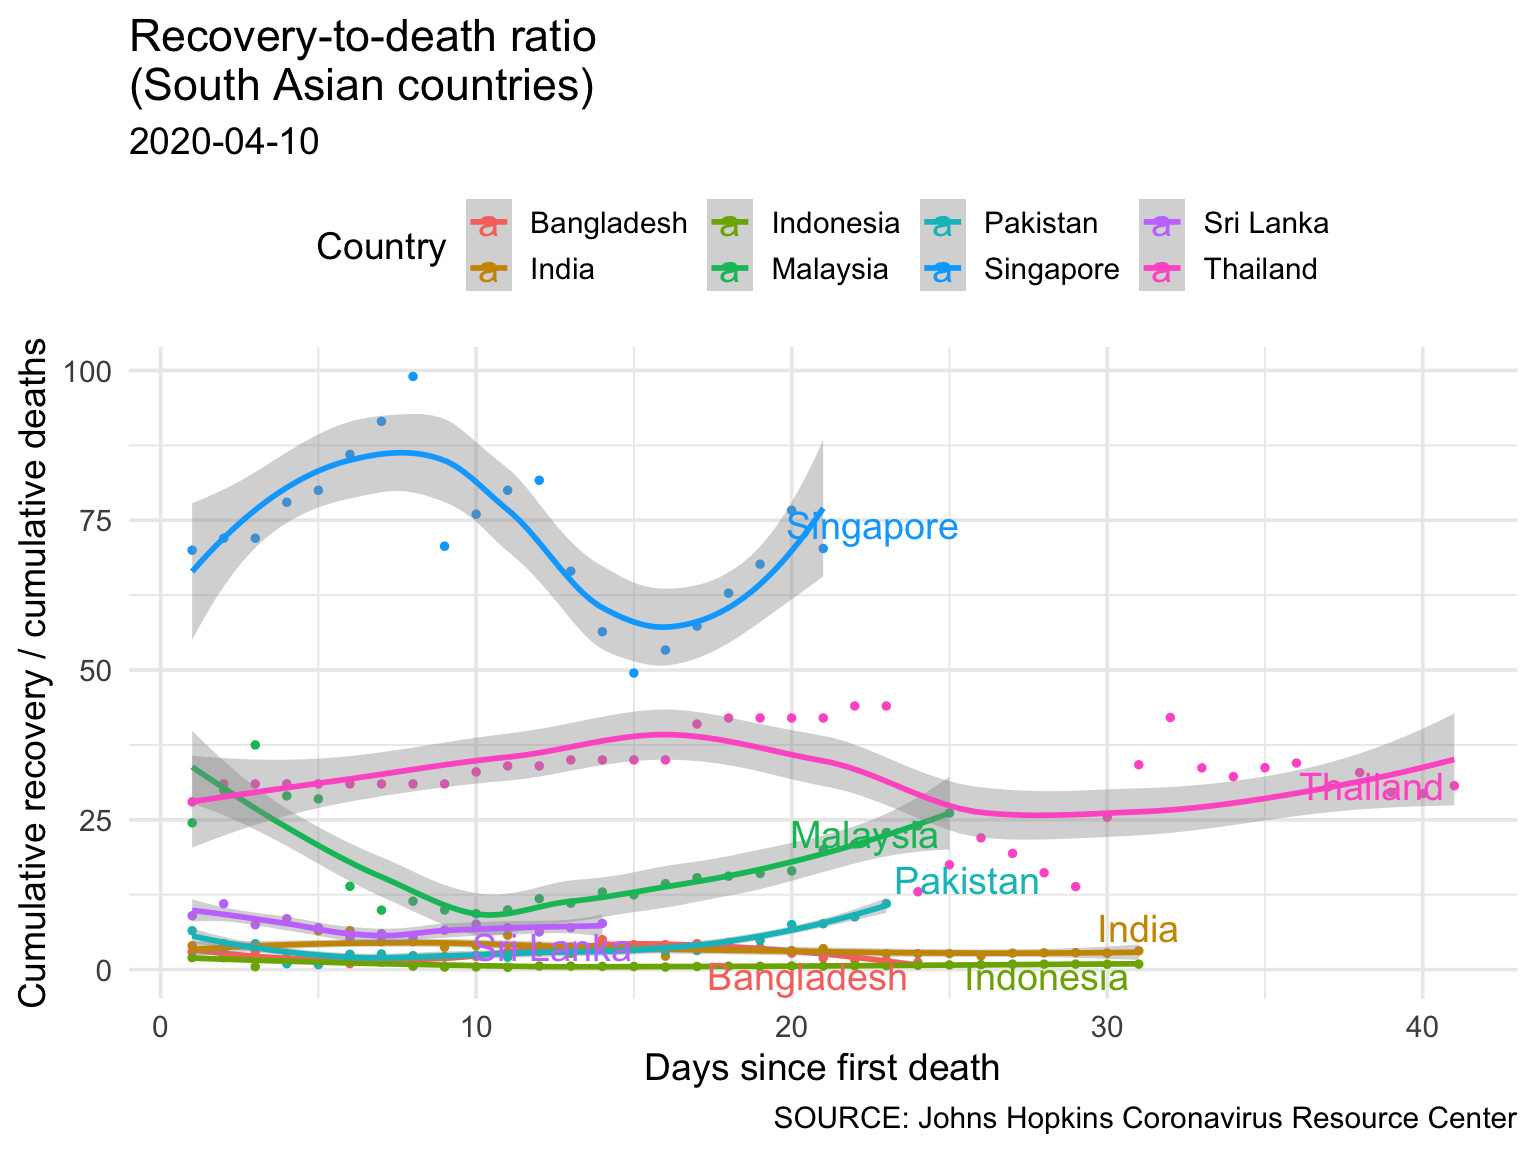 Recovery-to-death ratio
(South Asian countries)
2020-04-10
Country
a Bangladesh a Indonesia a Pakistan a Sri Lanka
a India a Malaysia a Singapore a Thailand
Cumulative recovery / cumulative deaths
100
75
50
25
0
Singapore
Thailand
Malaysia
Pakistan
India
Sri Lanka
Bangladesh
Indonesia
0 10 20 30 40
Days since first death
SOURCE: Johns Hopkins Coronavirus Resource Center